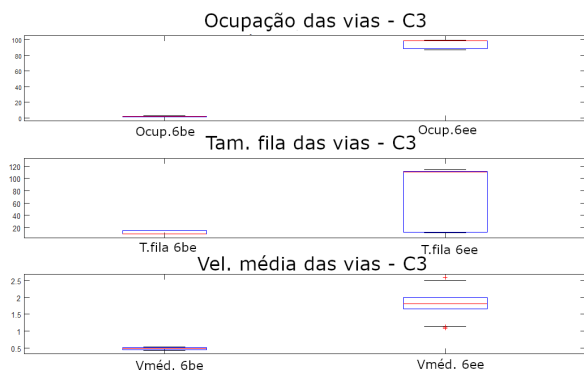 Ocupação das vias - C3
100
80
60
40
20
0
Ocup.6be
Ocup.6ee
Tam. fila das vias - C3
120
100
80
60
40
20
T.fila 6be
T.fila 6ee
Vel. média das vias - C3
2.5
2
1.5
1
0.5
Vméd. 6be
Vméd. 6ee